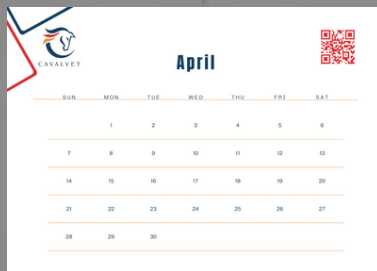 CAVALVET
April
SUN MON TUE WED THU FRI SAT
1 2 3 4 5 6
7 8 9 10 11 12 13
14 15 16 17 18 19 20
21 22 23 24 25 26 27
28 29 30